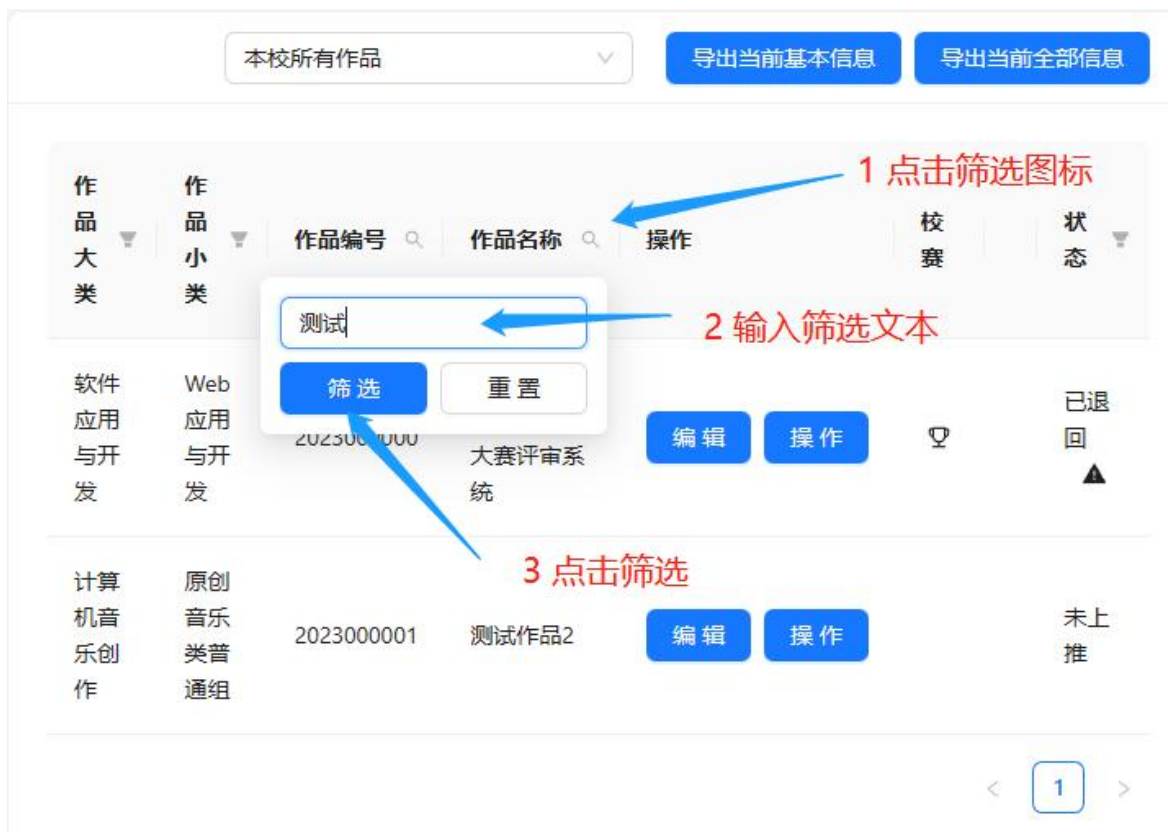 本校所有作品
导出当前基本信息
导出当前全部信息
1 点击筛选图标
作
品
大
类
作
品
小
类
作品编号
作品名称
操作
校
赛
状
态
测试
2 输入筛选文本
筛 选
重 置
软件
应用
与开
发
Web
应用
与开
发
2023000000
大赛评审系
统
编 辑
操 作
已退
回
3 点击筛选
计算
机音
乐创
作
原创
音乐
类普
通组
2023000001
测试作品2
编 辑
操 作
未上
推
<
1
>